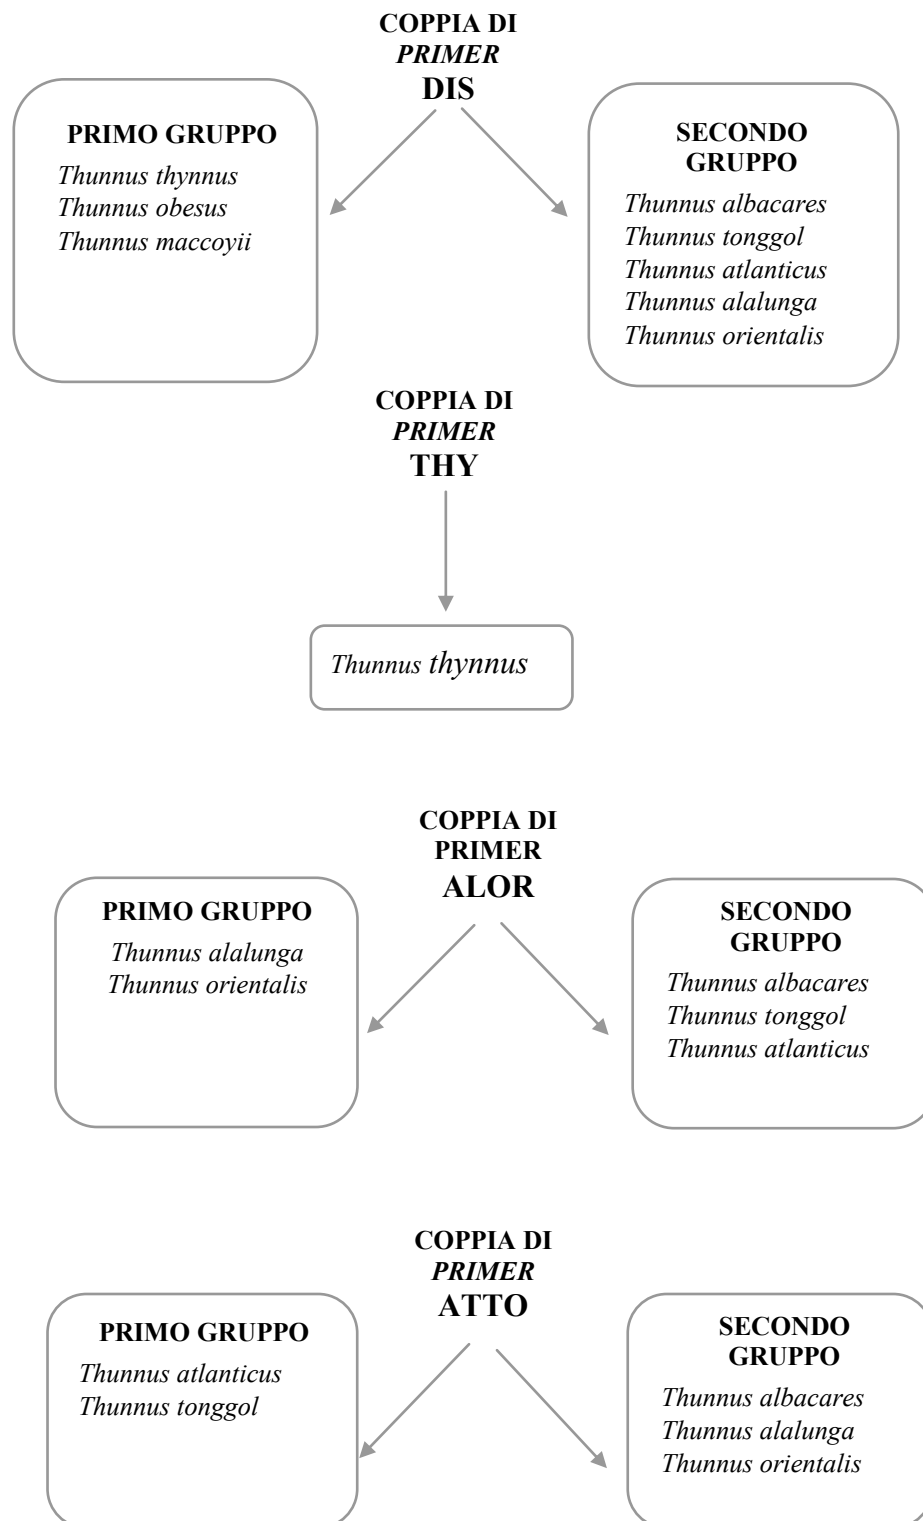 COPPIA DI
PRIMER
DIS
PRIMO GRUPPO
Thunnus thynnus
Thunnus obesus
Thunnus maccoyii
SECONDO
GRUPPO
Thunnus albacares
Thunnus tonggol
Thunnus atlanticus
Thunnus alalunga
Thunnus orientalis
COPPIA DI
PRIMER
THY
Thunnus thynnus
COPPIA DI
PRIMER
ALOR
PRIMO GRUPPO
Thunnus alalunga
Thunnus orientalis
SECONDO
GRUPPO
Thunnus albacares
Thunnus tonggol
Thunnus atlanticus
COPPIA DI
PRIMER
ATTO
PRIMO GRUPPO
Thunnus atlanticus
Thunnus tonggol
SECONDO
GRUPPO
Thunnus albacares
Thunnus alalunga
Thunnus orientalis